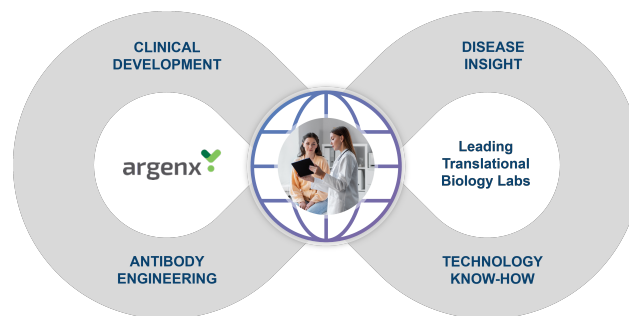 CLINICAL
DEVELOPMENT
DISEASE
INSIGHT
argenx
Leading
Translational
Biology Labs
ANTIBODY
ENGINEERING
TECHNOLOGY
KNOW-HOW